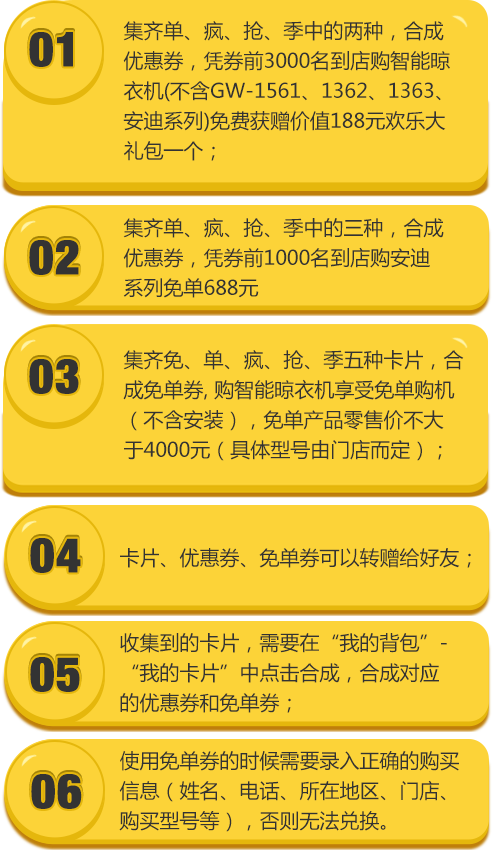 01
集齐单、疯、抢、季中的两种，合成
优惠券，凭券前3000名到店购智能晾
衣机(不含GW-1561、1362、1363、
安迪系列)免费获赠价值188元欢乐大
礼包一个；
02
集齐单、疯、抢、季中的三种，合成
优惠券，凭券前1000名到店购安迪
系列免单688元
03
集齐免、单、疯、抢、季五种卡片，合
成免单券, 购智能晾衣机享受免单购机
（不含安装），免单产品零售价不大
于4000元（具体型号由门店而定）；
04
卡片、优惠券、免单券可以转赠给好友；
05
收集到的卡片，需要在“我的背包”-
“我的卡片”中点击合成，合成对应
的优惠券和免单券；
06
使用免单券的时候需要录入正确的购买
信息（姓名、电话、所在地区、门店、
购买型号等），否则无法兑换。